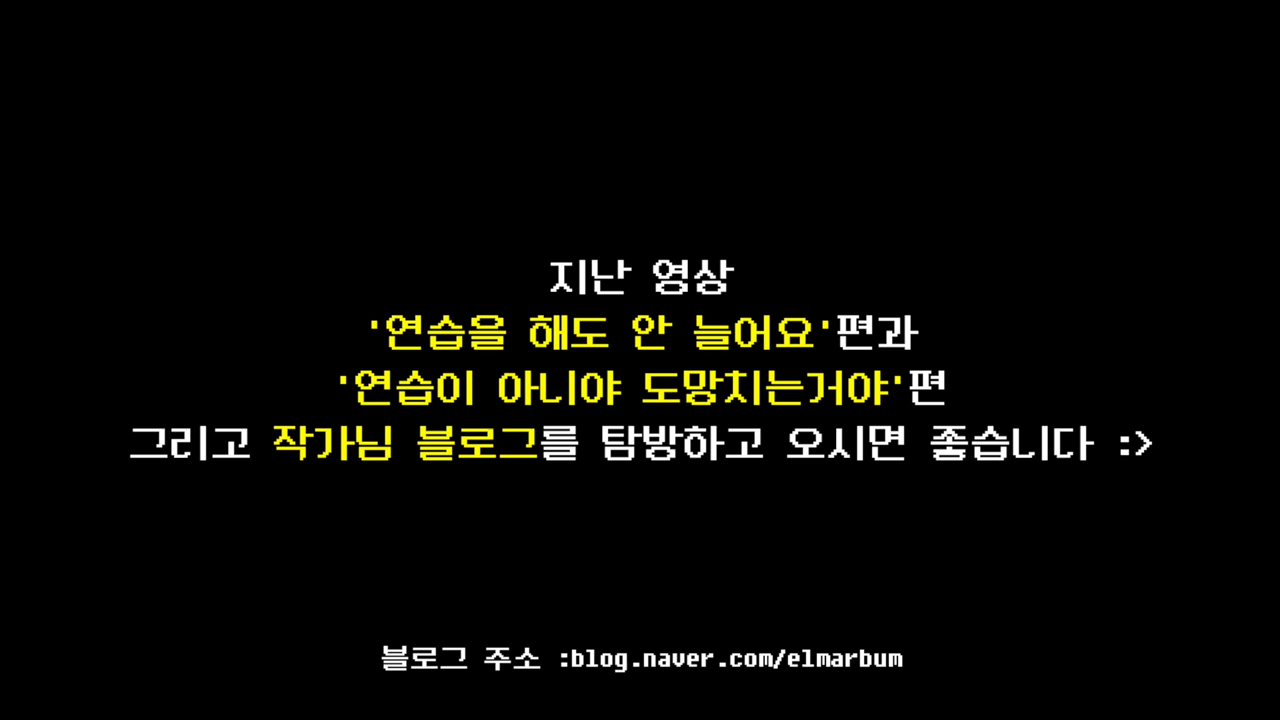 지난 영상
'연습을 해도 안 늘어요'편과
'연습이 아니야 도망치는거야'편
그리고 작가님 블로그를 탐방하고 오시면 좋습니다 :>
블로그 주소 :blog.naver.com/elmarbum